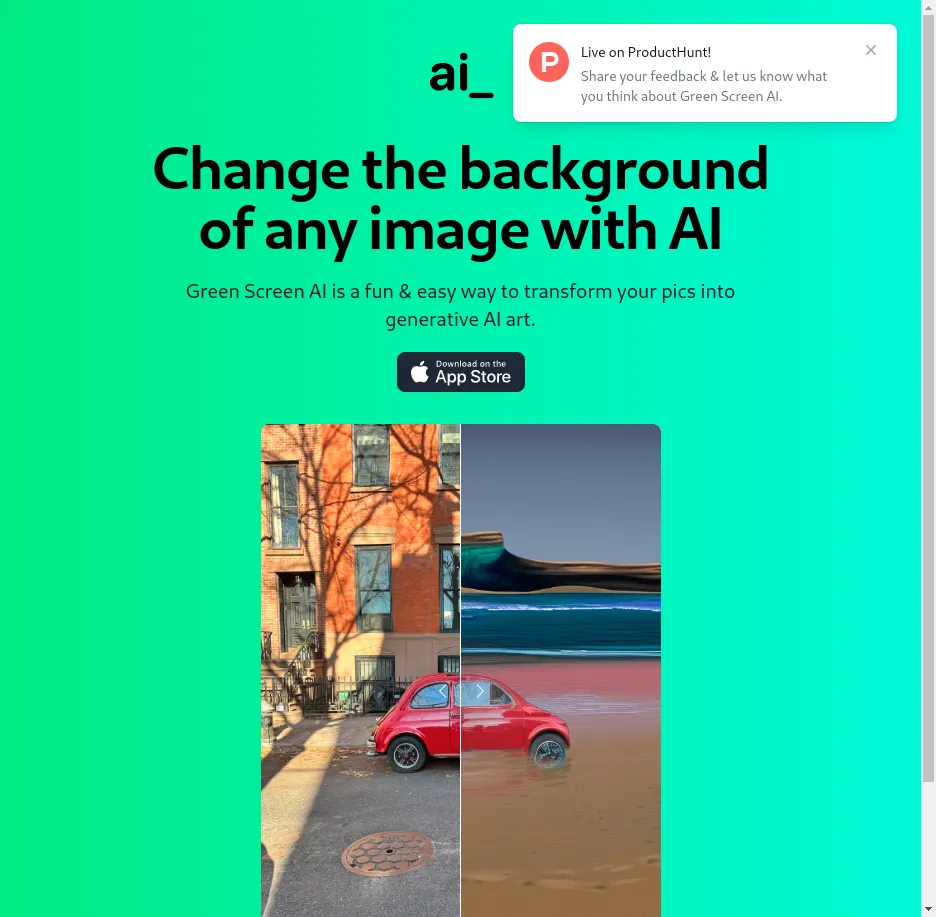 ai_
P
Live on ProductHunt!
Share your feedback & let us know what
you think about Green Screen AI.
Change the background
of any image with AI
Green Screen AI is a fun & easy way to transform your pics into
generative AI art.
Download on the
App Store